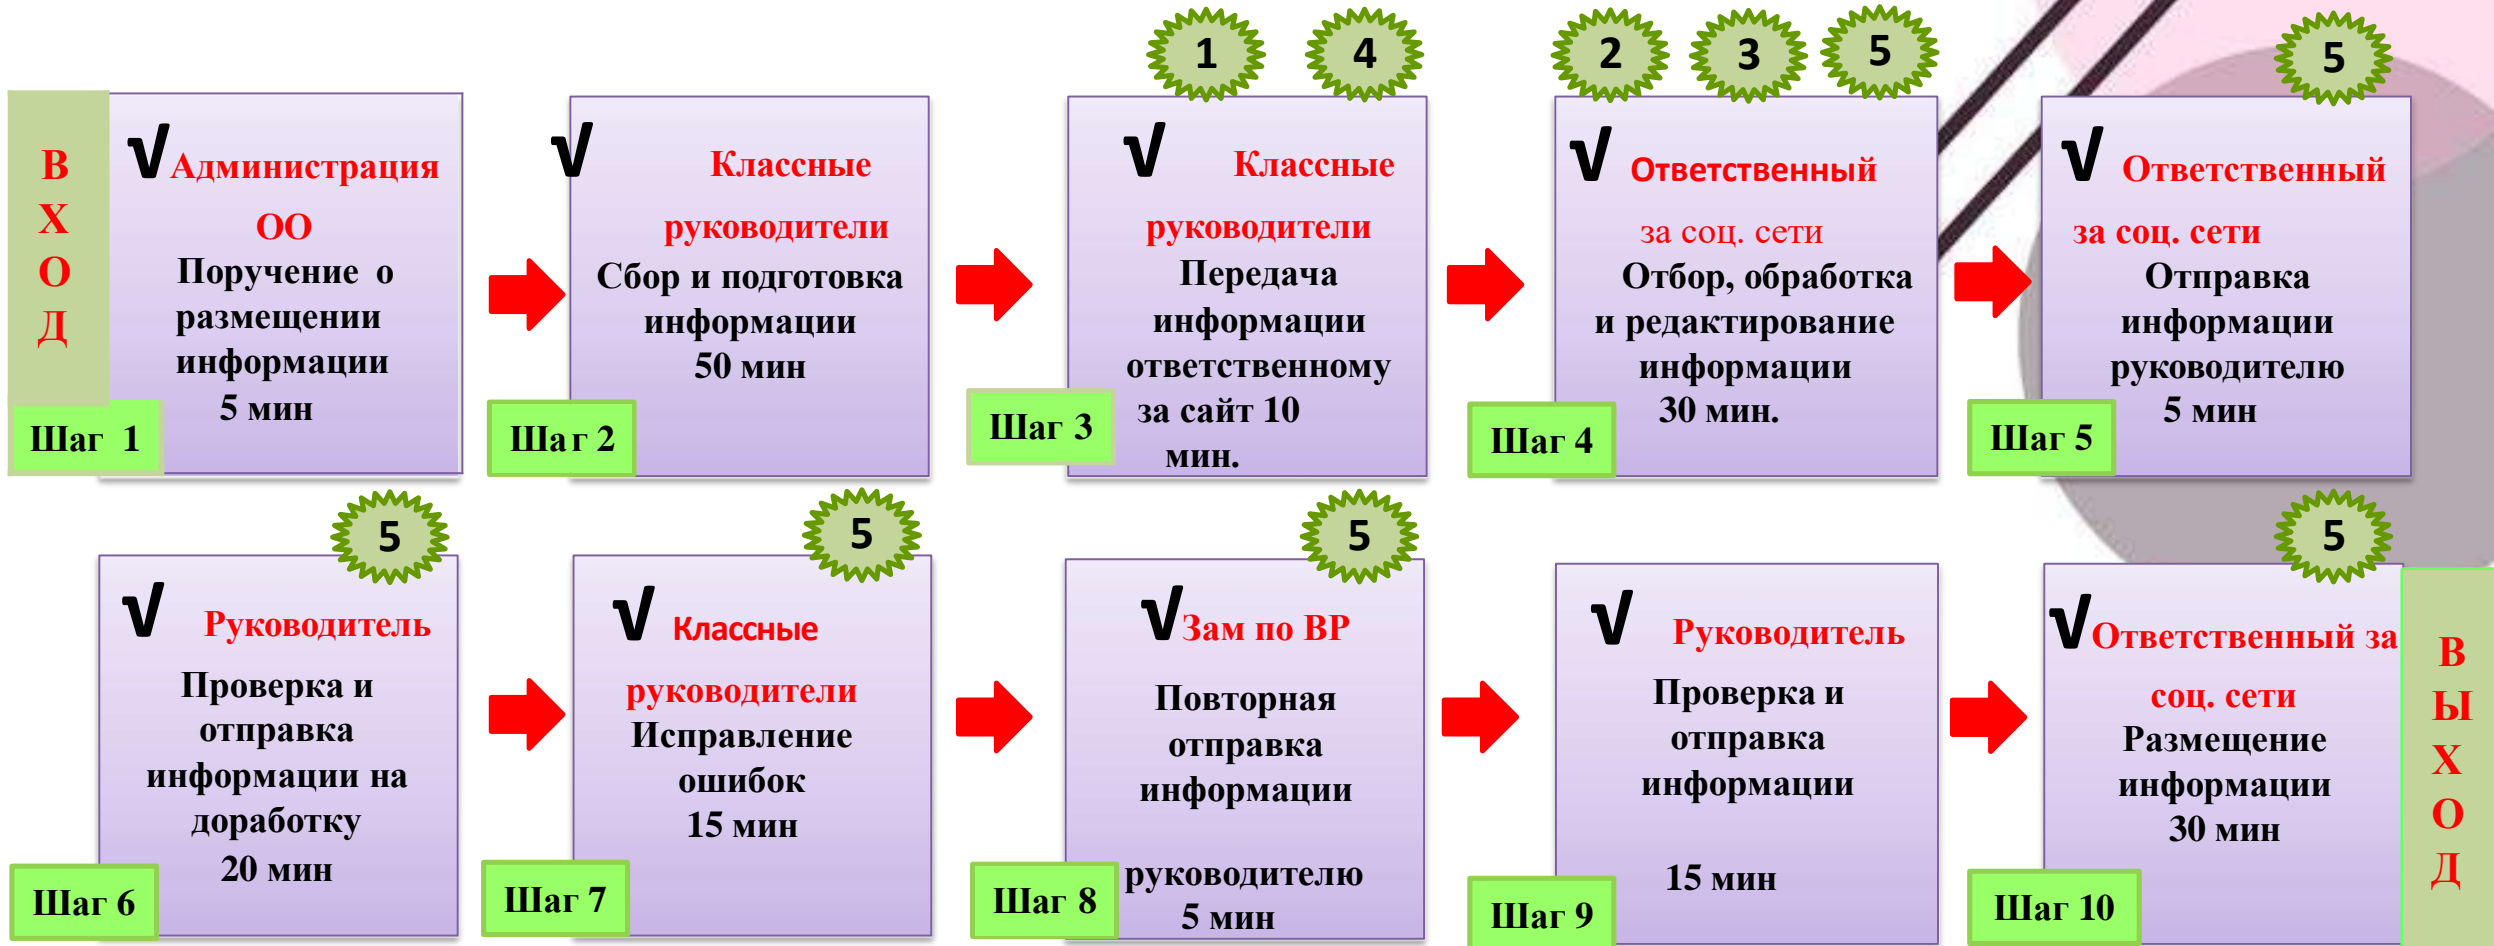 1
4
2
3
5
5
В
Х
О
Д
√Администрация
ОО
Поручение о
размещении
информации
5 мин
Шаг 1
√ Классные
руководители
Сбор и подготовка
информации
50 мин
Шаг 2
√ Классные
руководители
Передача
информации
ответственному
за сайт 10
мин.
Шаг 3
√ Ответственный
за соц. сети
Отбор, обработка
и редактирование
информации
30 мин.
Шаг 4
√ Ответственный
за соц. сети
Отправка
информации
руководителю
5 мин
Шаг 5
5
√ Руководитель
Проверка и
отправка
информации на
доработку
20 мин
Шаг 6
5
√ Классные
руководители
Исправление
ошибок
15 мин
Шаг 7
5
√Зам по ВР
Повторная
отправка
информации
руководителю
5 мин
Шаг 8
√ Руководитель
Проверка и
отправка
информации
15 мин
Шаг 9
5
√Ответственный за
соц. сети
Размещение
информации
30 мин
Шаг 10
В
Ы
Х
О
Д